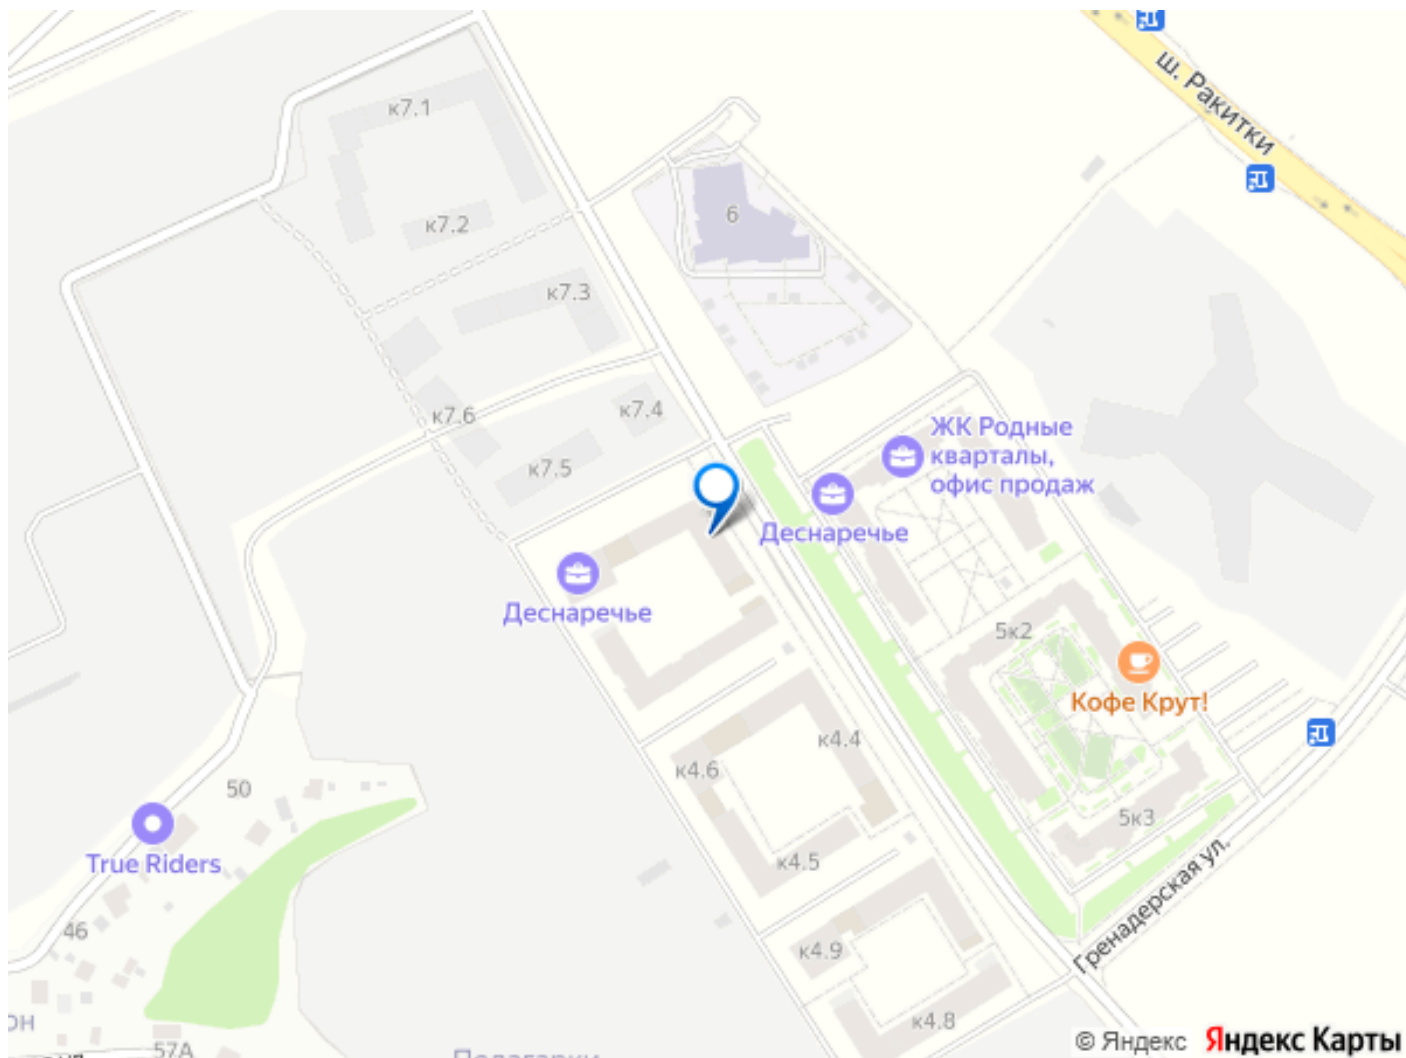 ш. Ракитки
к7.1
6
к7.2
к7.3
к7.4
к7.6
к7.5
ЖК Родные
кварталы,
офис продаж
Деснаречье
Деснаречье
5к2
Кофе Крут!
к4.4
к4.6
50
5к3
True Riders
к4.5
Гренадерская ул.
46
к4.9
к4.8
57А
© Яндекс Яндекс Карты